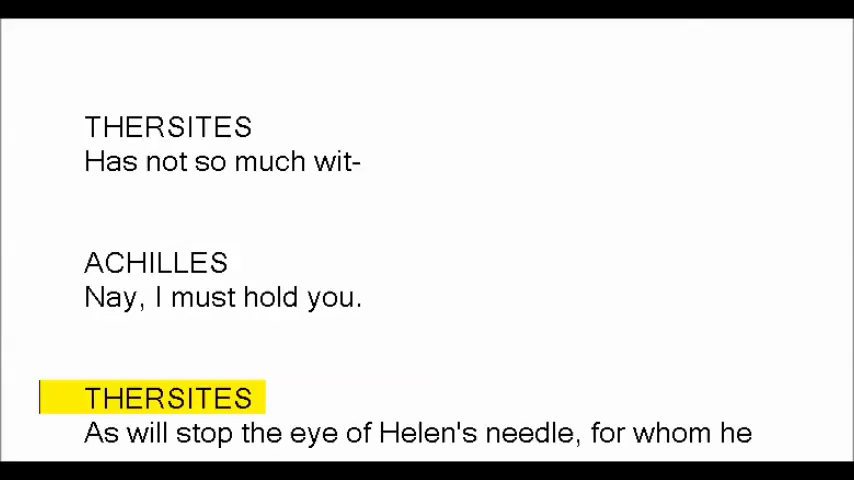 THERSITES
Has not so much wit-
ACHILLES
Nay, I must hold you.
THERSITES
As will stop the eye of Helen's needle, for whom he